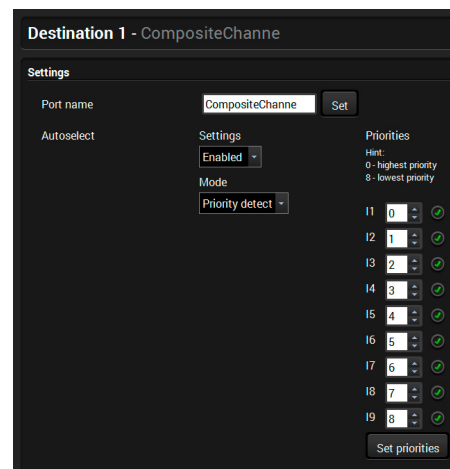 Destination 1 - CompositeChanne
Settings
Port name CompositeChanne Set
Autoselect Settings Priorities
Enabled
Hint:
0 - highest priority
8 - lowest priority
Mode
Priority detect
I1 0
I2 1
I3 2
I4 3
I5 4
I6 5
I7 6
I8 7
I9 8
Set priorities